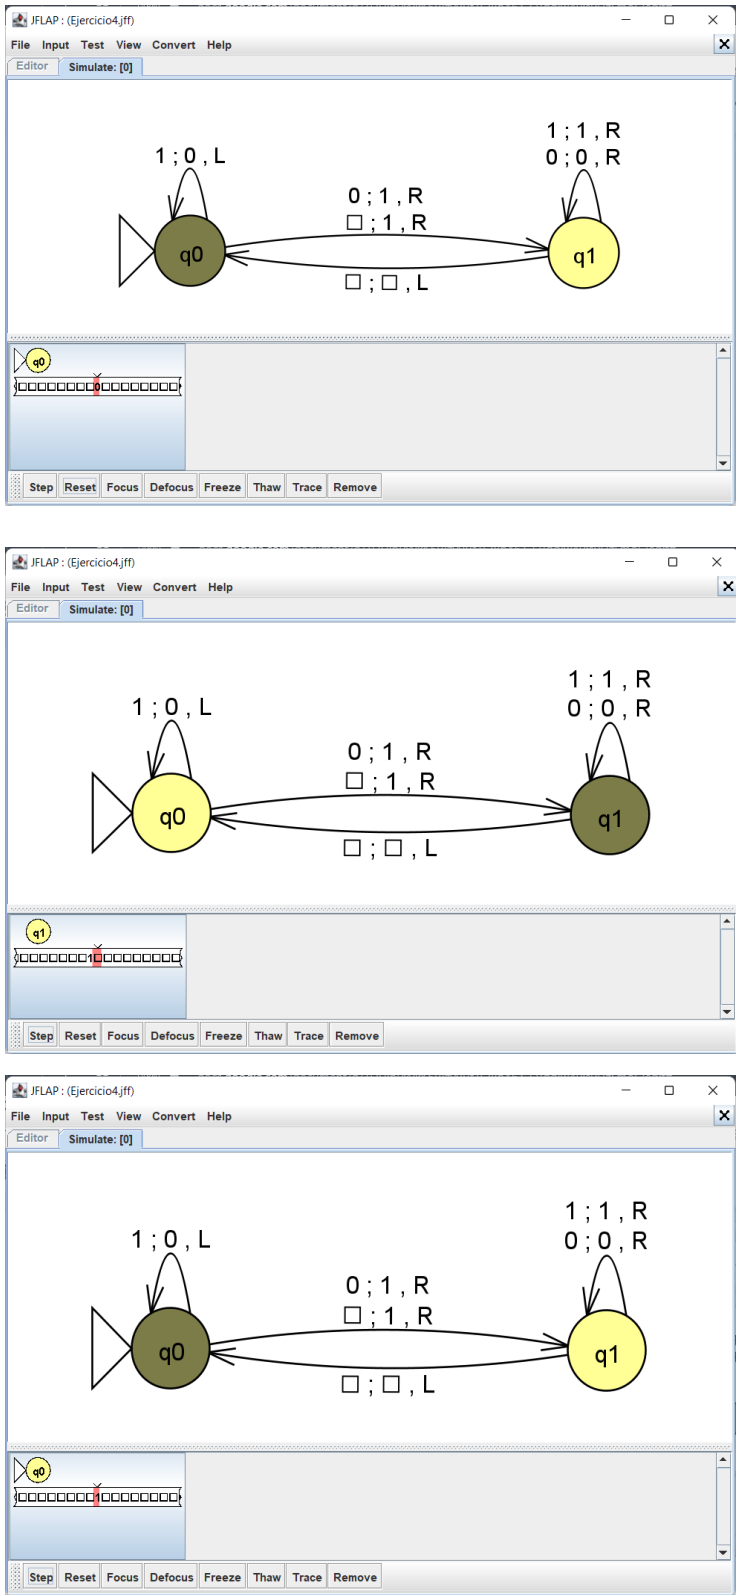 JFLAP : (Ejercicio4.jff)
File Input Test View Convert Help
Editor Simulate: [0]
1 ; 0 , L
1 ; 1 , R
0 ; 0 , R
0 ; 1 , R
□ ; 1 , R
q0
q1
□ ; □ , L
q0
□□□□□□□□0□□□□□□□□
Step Reset Focus Defocus Freeze Thaw Trace Remove
JFLAP : (Ejercicio4.jff)
File Input Test View Convert Help
Editor Simulate: [0]
1 ; 0 , L
1 ; 1 , R
0 ; 0 , R
0 ; 1 , R
□ ; 1 , R
q0
q1
□ ; □ , L
q1
□□□□□□□1□□□□□□□□□
Step Reset Focus Defocus Freeze Thaw Trace Remove
JFLAP : (Ejercicio4.jff)
File Input Test View Convert Help
Editor Simulate: [0]
1 ; 0 , L
1 ; 1 , R
0 ; 0 , R
0 ; 1 , R
□ ; 1 , R
q0
q1
□ ; □ , L
q0
□□□□□□□□1□□□□□□□□
Step Reset Focus Defocus Freeze Thaw Trace Remove